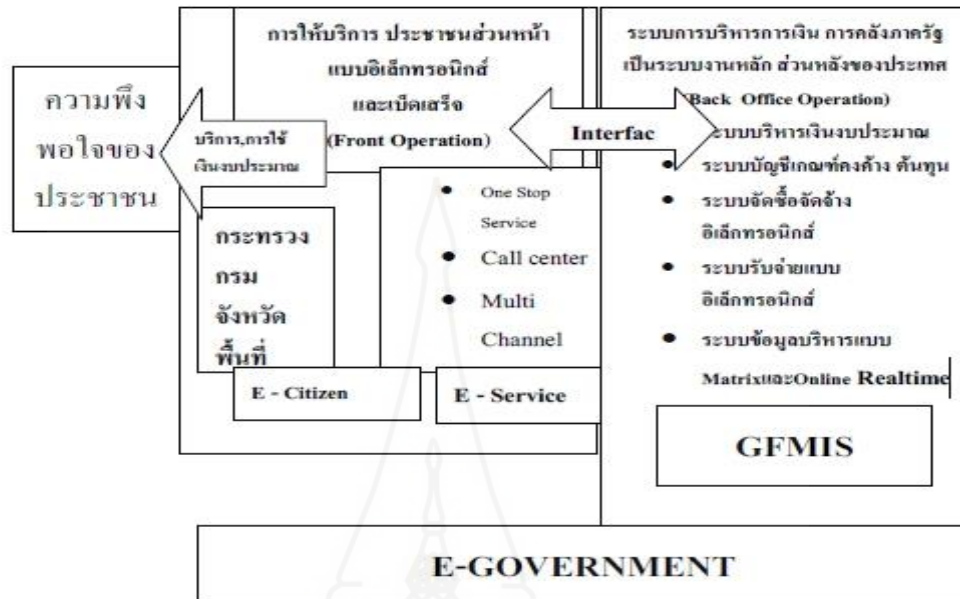 ความพึง
พอใจของ
ประชาชน
การให้บริการ ประชาชนส่วนหน้า
แบบอิเล็กทรอนิกส์
และเบ็ดเสร็จ
(Front Operation)
บริการ,การใช้
เงินงบประมาณ
กระทรวง
กรม
จังหวัด
พื้นที่
One Stop
Service
Call center
Multi
Channel
E - Citizen
E - Service
Interfac
ระบบการบริหารการเงิน การคลังภาครัฐ
เป็นระบบงานหลัก ส่วนหลังของประเทศ
(Back Office Operation)
ระบบบริหารเงินงบประมาณ
ระบบบัญชีเกณฑ์คงค้าง ต้นทุน
ระบบจัดซื้อจัดจ้าง
อิเล็กทรอนิกส์
ระบบรับจ่ายแบบ
อิเล็กทรอนิกส์
ระบบข้อมูลบริหารแบบ
MatrixและOnline Realtime
GFMIS
E-GOVERNMENT